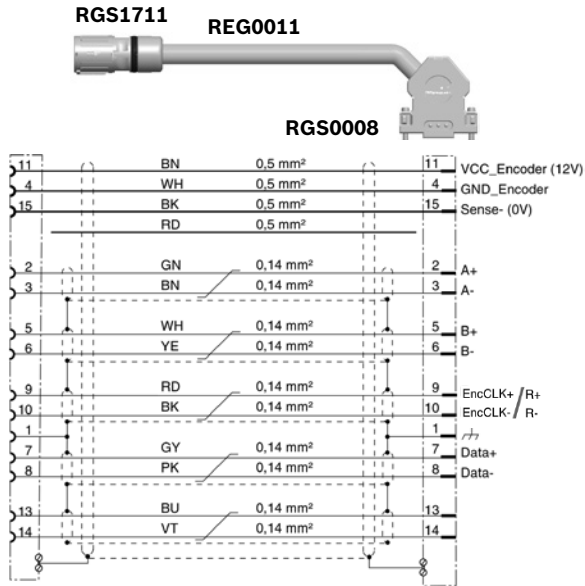 RGS1711
REG0011
RGS0008
11 BN 0,5 mm² 11 VCC_Encoder (12V)
4 WH 0,5 mm² 4 GND_Encoder
15 BK 0,5 mm² 15 Sense- (0V)
RD 0,5 mm²
2 GN 0,14 mm² 2 A+
3 BN 0,14 mm² 3 A-
5 WH 0,14 mm² 5 B+
6 YE 0,14 mm² 6 B-
9 RD 0,14 mm² 9 EncCLK+ / R+
10 BK 0,14 mm² 10 EncCLK- / R-
1 1
7 GY 0,14 mm² 7 Data+
8 PK 0,14 mm² 8 Data-
13 BU 0,14 mm² 13
14 VT 0,14 mm² 14